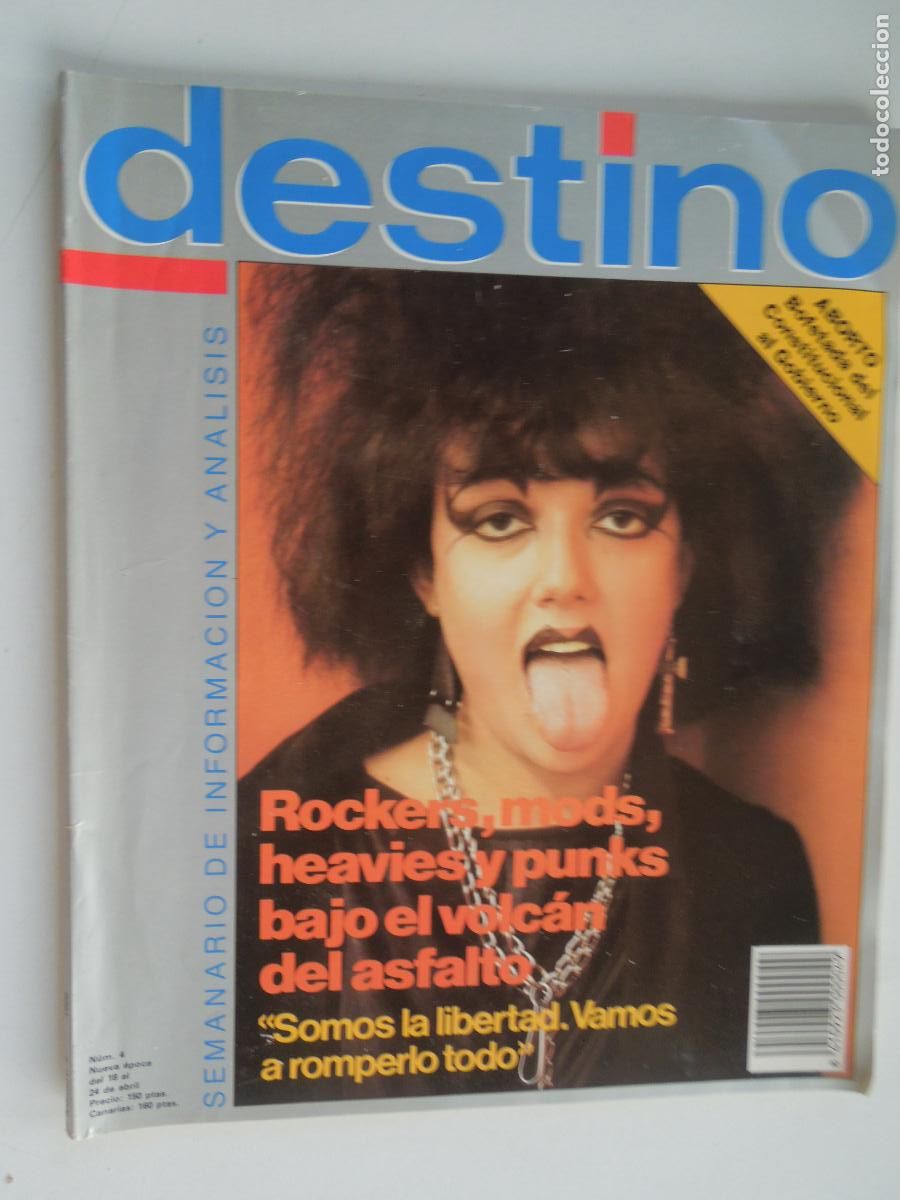 destino
ABORTO
Bofetada del
Constitucional
al Gobierno
SEMANARIO DE INFORMACION Y ANALISIS
Rockers, mods,
heavies y punks
bajo el volcán
del asfalto
“Somos la libertad. Vamos
a romperlo todo”
Núm. 4
Nueva época
del 18 al
24 de abril
Precio: 150 ptas.
Canarias: 160 ptas.
todocoleccion